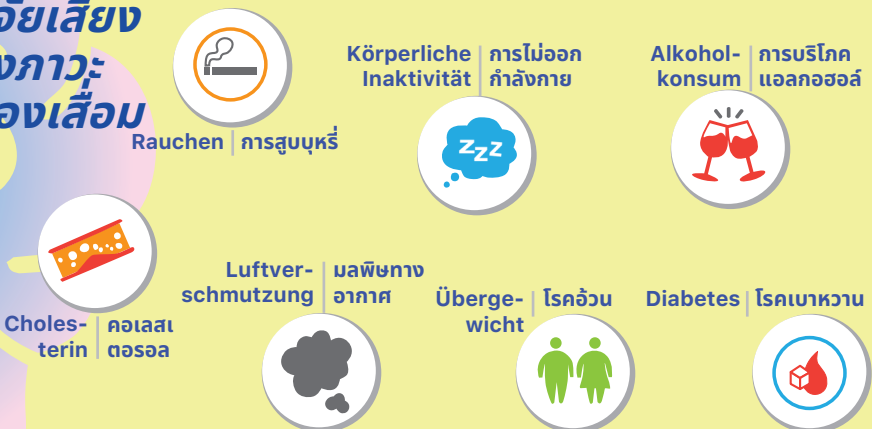 เสี่ยง
ภาวะ
องเสื่อม
Rauchen | การสูบบุหรี่
Körperliche | การไม่ออก
Inaktivität | กำลังกาย
Alkohol- | การบริโภค
konsum | แอลกอฮอล์
zzz
Choles- | คอเลสเ
terin | ตอรอล
Luftver- | มลพิษทาง
schmutzung | อากาศ
Überge- | โรคอ้วน
wicht
Diabetes | โรคเบาหวาน